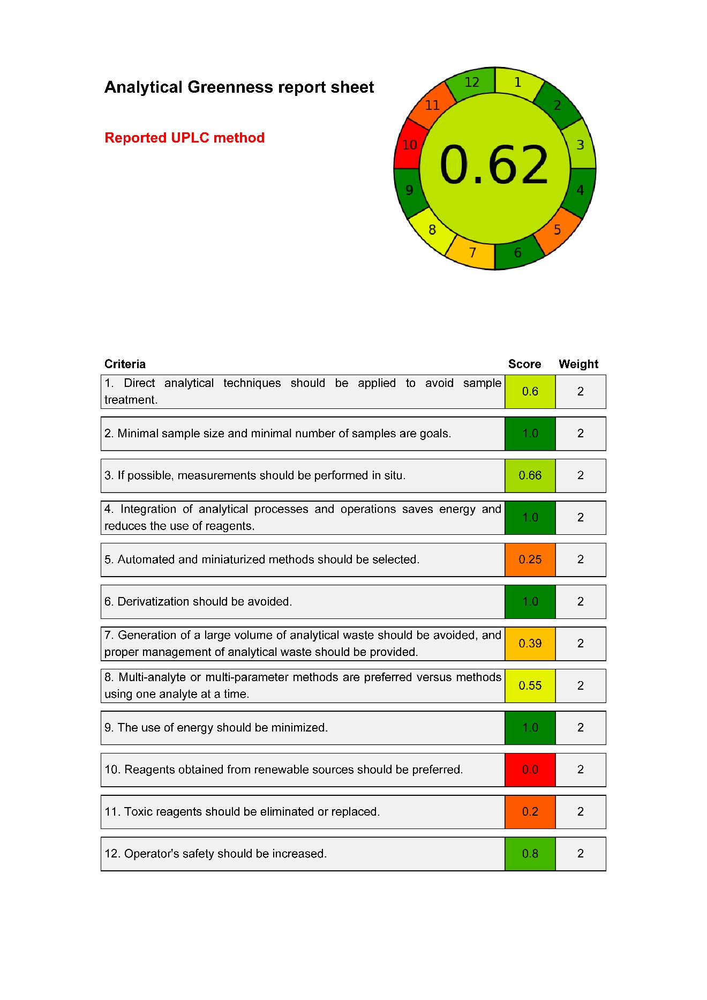 Analytical Greenness report sheet
Reported UPLC method
12
1
11
2
10
3
0.62
9
4
8
5
7
6
Criteria Score Weight
1. Direct analytical techniques should be applied to avoid sample
treatment.
0.6 2
2. Minimal sample size and minimal number of samples are goals. 1.0 2
3. If possible, measurements should be performed in situ. 0.66 2
4. Integration of analytical processes and operations saves energy and
reduces the use of reagents.
1.0 2
5. Automated and miniaturized methods should be selected. 0.25 2
6. Derivatization should be avoided. 1.0 2
7. Generation of a large volume of analytical waste should be avoided, and
proper management of analytical waste should be provided.
0.39 2
8. Multi-analyte or multi-parameter methods are preferred versus methods
using one analyte at a time.
0.55 2
9. The use of energy should be minimized. 1.0 2
10. Reagents obtained from renewable sources should be preferred. 0.0 2
11. Toxic reagents should be eliminated or replaced. 0.2 2
12. Operator's safety should be increased. 0.8 2